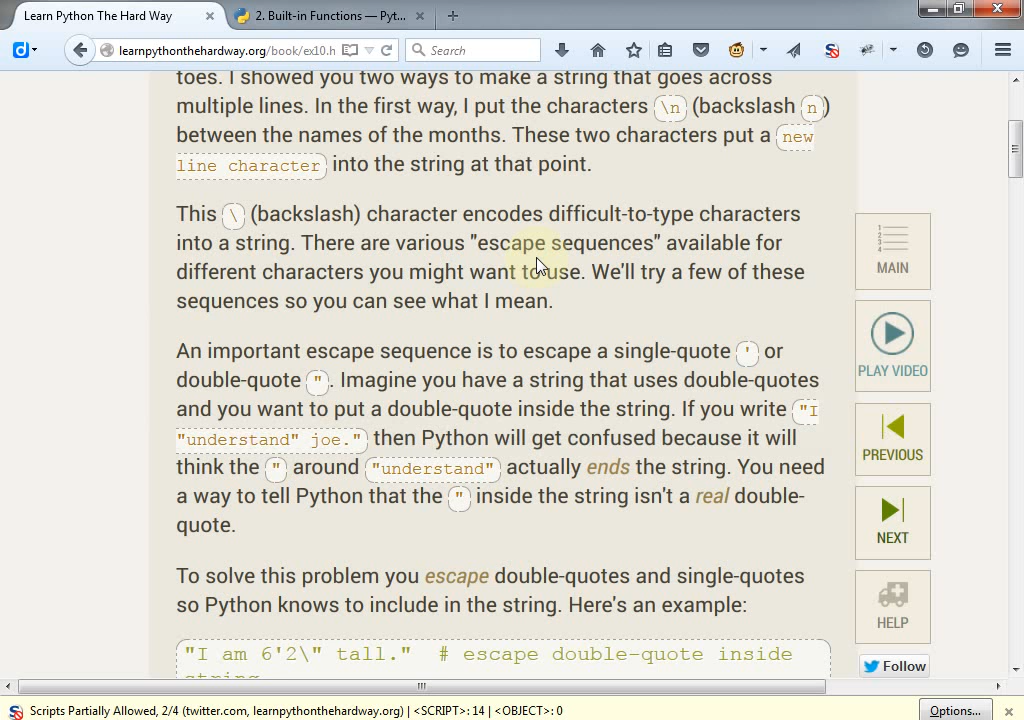 Learn Python The Hard Way
2. Built-in Functions — Pyt...
learnpythonthehardway.org/book/ex10.h
Search
toes. I showed you two ways to make a string that goes across
multiple lines. In the first way, I put the characters \n (backslash n)
between the names of the months. These two characters put a new
line character into the string at that point.
This \ (backslash) character encodes difficult-to-type characters
into a string. There are various "escape sequences" available for
different characters you might want to use. We'll try a few of these
sequences so you can see what I mean.
An important escape sequence is to escape a single-quote ' or
double-quote ". Imagine you have a string that uses double-quotes
and you want to put a double-quote inside the string. If you write "I
"understand" joe." then Python will get confused because it will
think the " around "understand" actually ends the string. You need
a way to tell Python that the " inside the string isn't a real double-
quote.
To solve this problem you escape double-quotes and single-quotes
so Python knows to include in the string. Here's an example:
"I am 6'2\" tall." # escape double-quote inside
string
MAIN
PLAY VIDEO
PREVIOUS
NEXT
HELP
Follow
Scripts Partially Allowed, 2/4 (twitter.com, learnpythonthehardway.org) | <SCRIPT>: 14 | <OBJECT>: 0
Options...